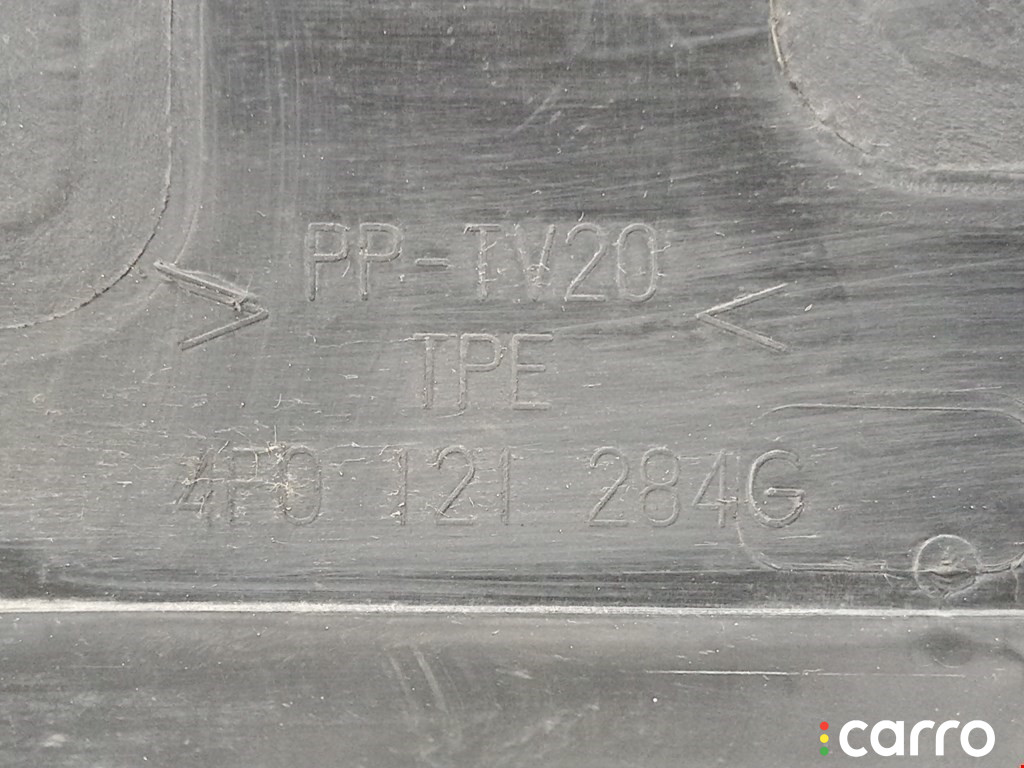 >PP-TV20<
TPE
4F0 121 284G
carro